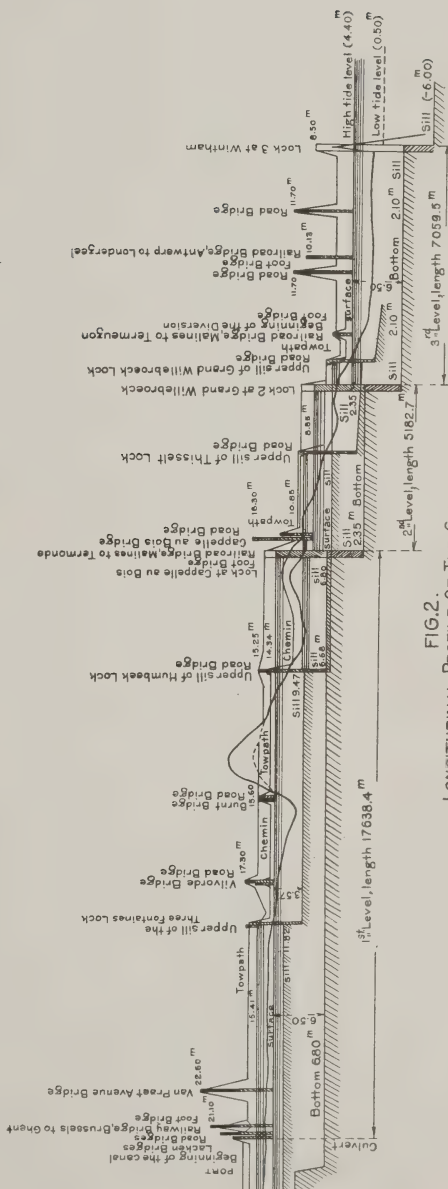 PORT
Beginning of the canal
Laeken Bridges
Road Bridges
Railway Bridge, Brussels to Ghent
Foot Bridge
21.10 m
Van Praet Avenue Bridge
22.60 m
Culvert
Bottom 6.80 m
6.50
Surface
15.41 m
Towpath
Sill 11.82
Upper sill of the
Three Fontaines Lock
Vilvorde Bridge
Road Bridge
17.30 m
3.57
Chemin
Burnt Bridge
Road Bridge
15.60
Towpath
1st Level, length 17638.4 m
Sill 9.47
Upper sill of Humbeek Lock
Road Bridge
15.25 m
14.34 m
Sill 6.68 m
Chemin
Lock at Cappelle au Bois
Foot Bridge
Railroad Bridge, Malines to Termonde
Sill
6.80
Cappelle au Bois
Road Bridge
16.30 m
10.85 m
Towpath
Surface
Sill
Sill
2.35 m
Bottom
2nd Level, length 5182.7 m
Upper sill of Thisselt Lock
Road Bridge
8.86 m
Lock 2 at Grand Willebroeck
Sill
2.35
Upper sill of Grand Willebroeck Lock
Road Bridge
Towpath
Railroad Bridge, Malines to Terneuzen
Beginning of the Diversion
Foot Bridge
Surface
Sill
2.10
Bottom
6.50
Road Bridge
11.70 m
Foot Bridge
Railroad Bridge, Antwerp to Londerzeel
10.13
Road Bridge
11.70 m
2.10 m
Sill
3rd Level, length 7059.5 m
Lock 3 at Wintham
8.50 m
High tide level (4.40) m
Low tide level (0.50) m
Sill (-6.00) m
FIG. 2.